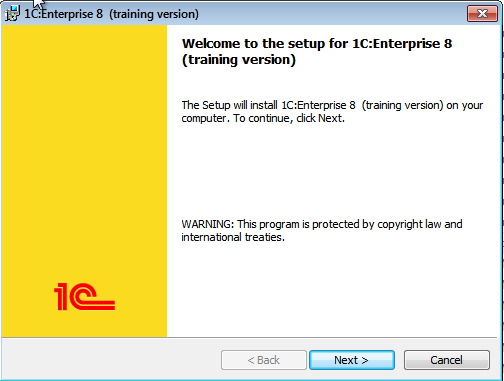 1C:Enterprise 8 (training version)
Welcome to the setup for 1C:Enterprise 8
(training version)
The Setup will install 1C:Enterprise 8 (training version) on your
computer. To continue, click Next.
WARNING: This program is protected by copyright law and
international treaties.
1C
< Back Next > Cancel